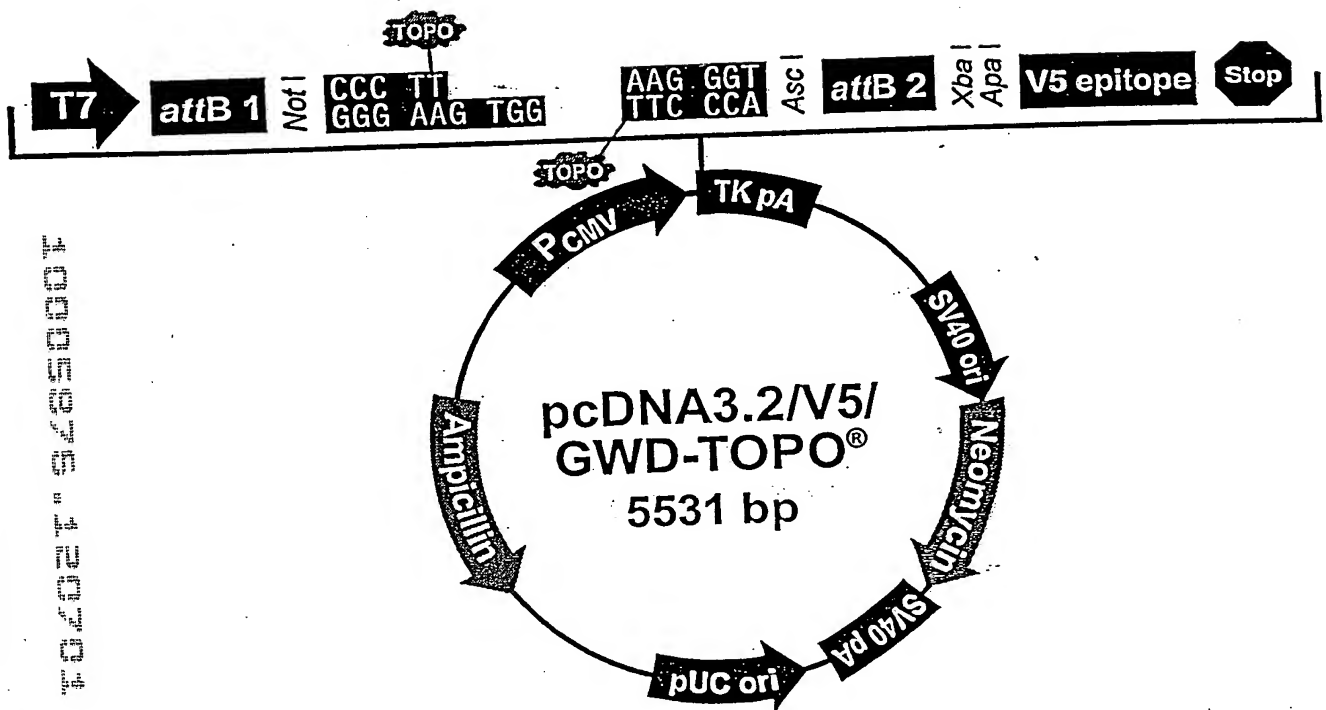 TOPO
T7 attB 1 Not I CCC TT AAG GGT Asc I attB 2 Xba I Apa I V5 epitope Stop
GGG AAG TGG TTC CCA
TOPO
PCMV TK pA
SV40 ori
Neomycin
SV40 pA
pUC ori
Ampicillin
pcDNA3.2/V5/
GWD-TOPO®
5531 bp
10005876.120701